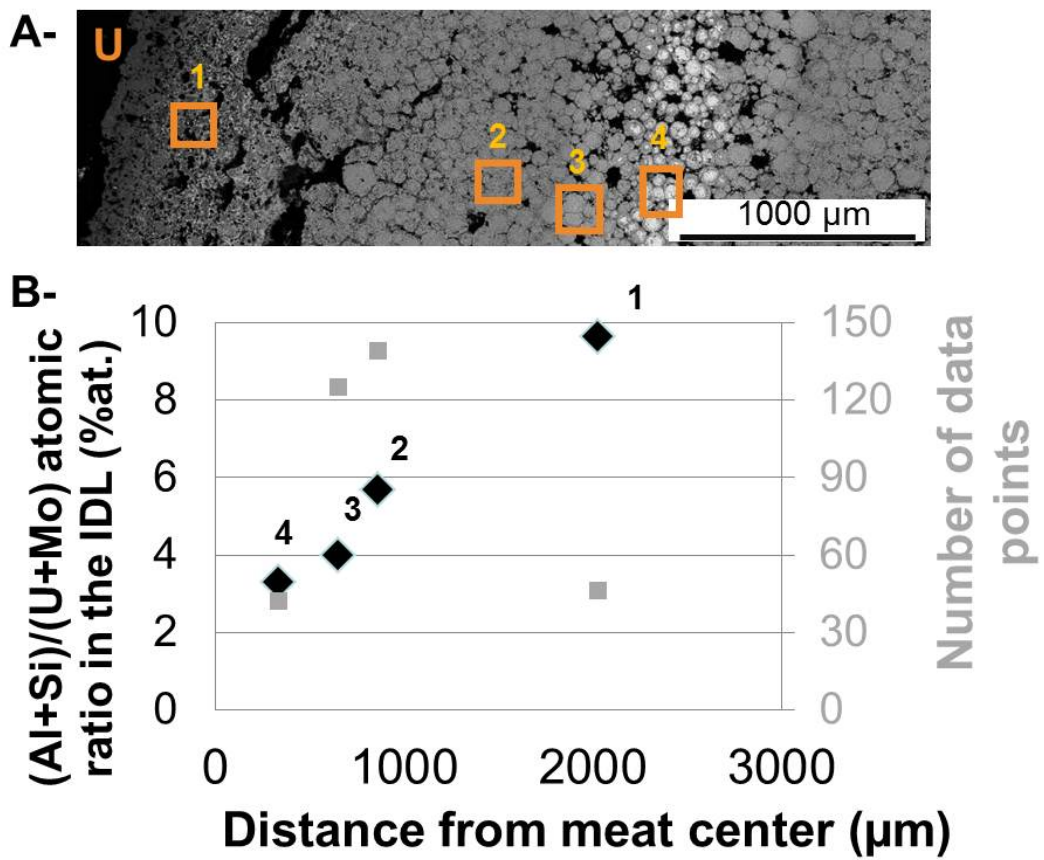 A-
U
1
2
3
4
1000 µm
B-
(Al+Si)/(U+Mo) atomic
ratio in the IDL (%at.)
10
8
6
4
2
0
1
2
3
4
150
120
90
60
30
0
Number of data
points
0 1000 2000 3000
Distance from meat center (µm)